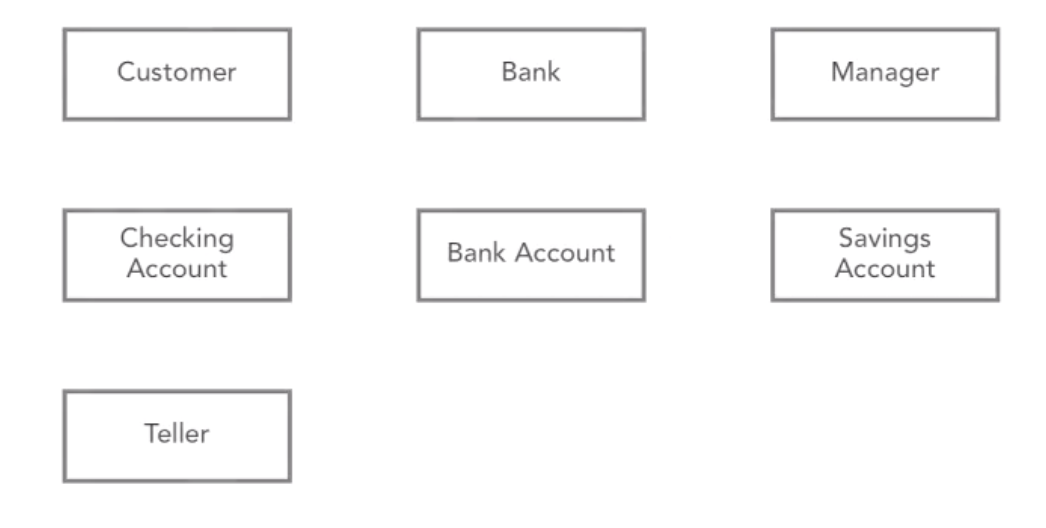 Customer
Bank
Manager
Checking
Account
Bank Account
Savings
Account
Teller